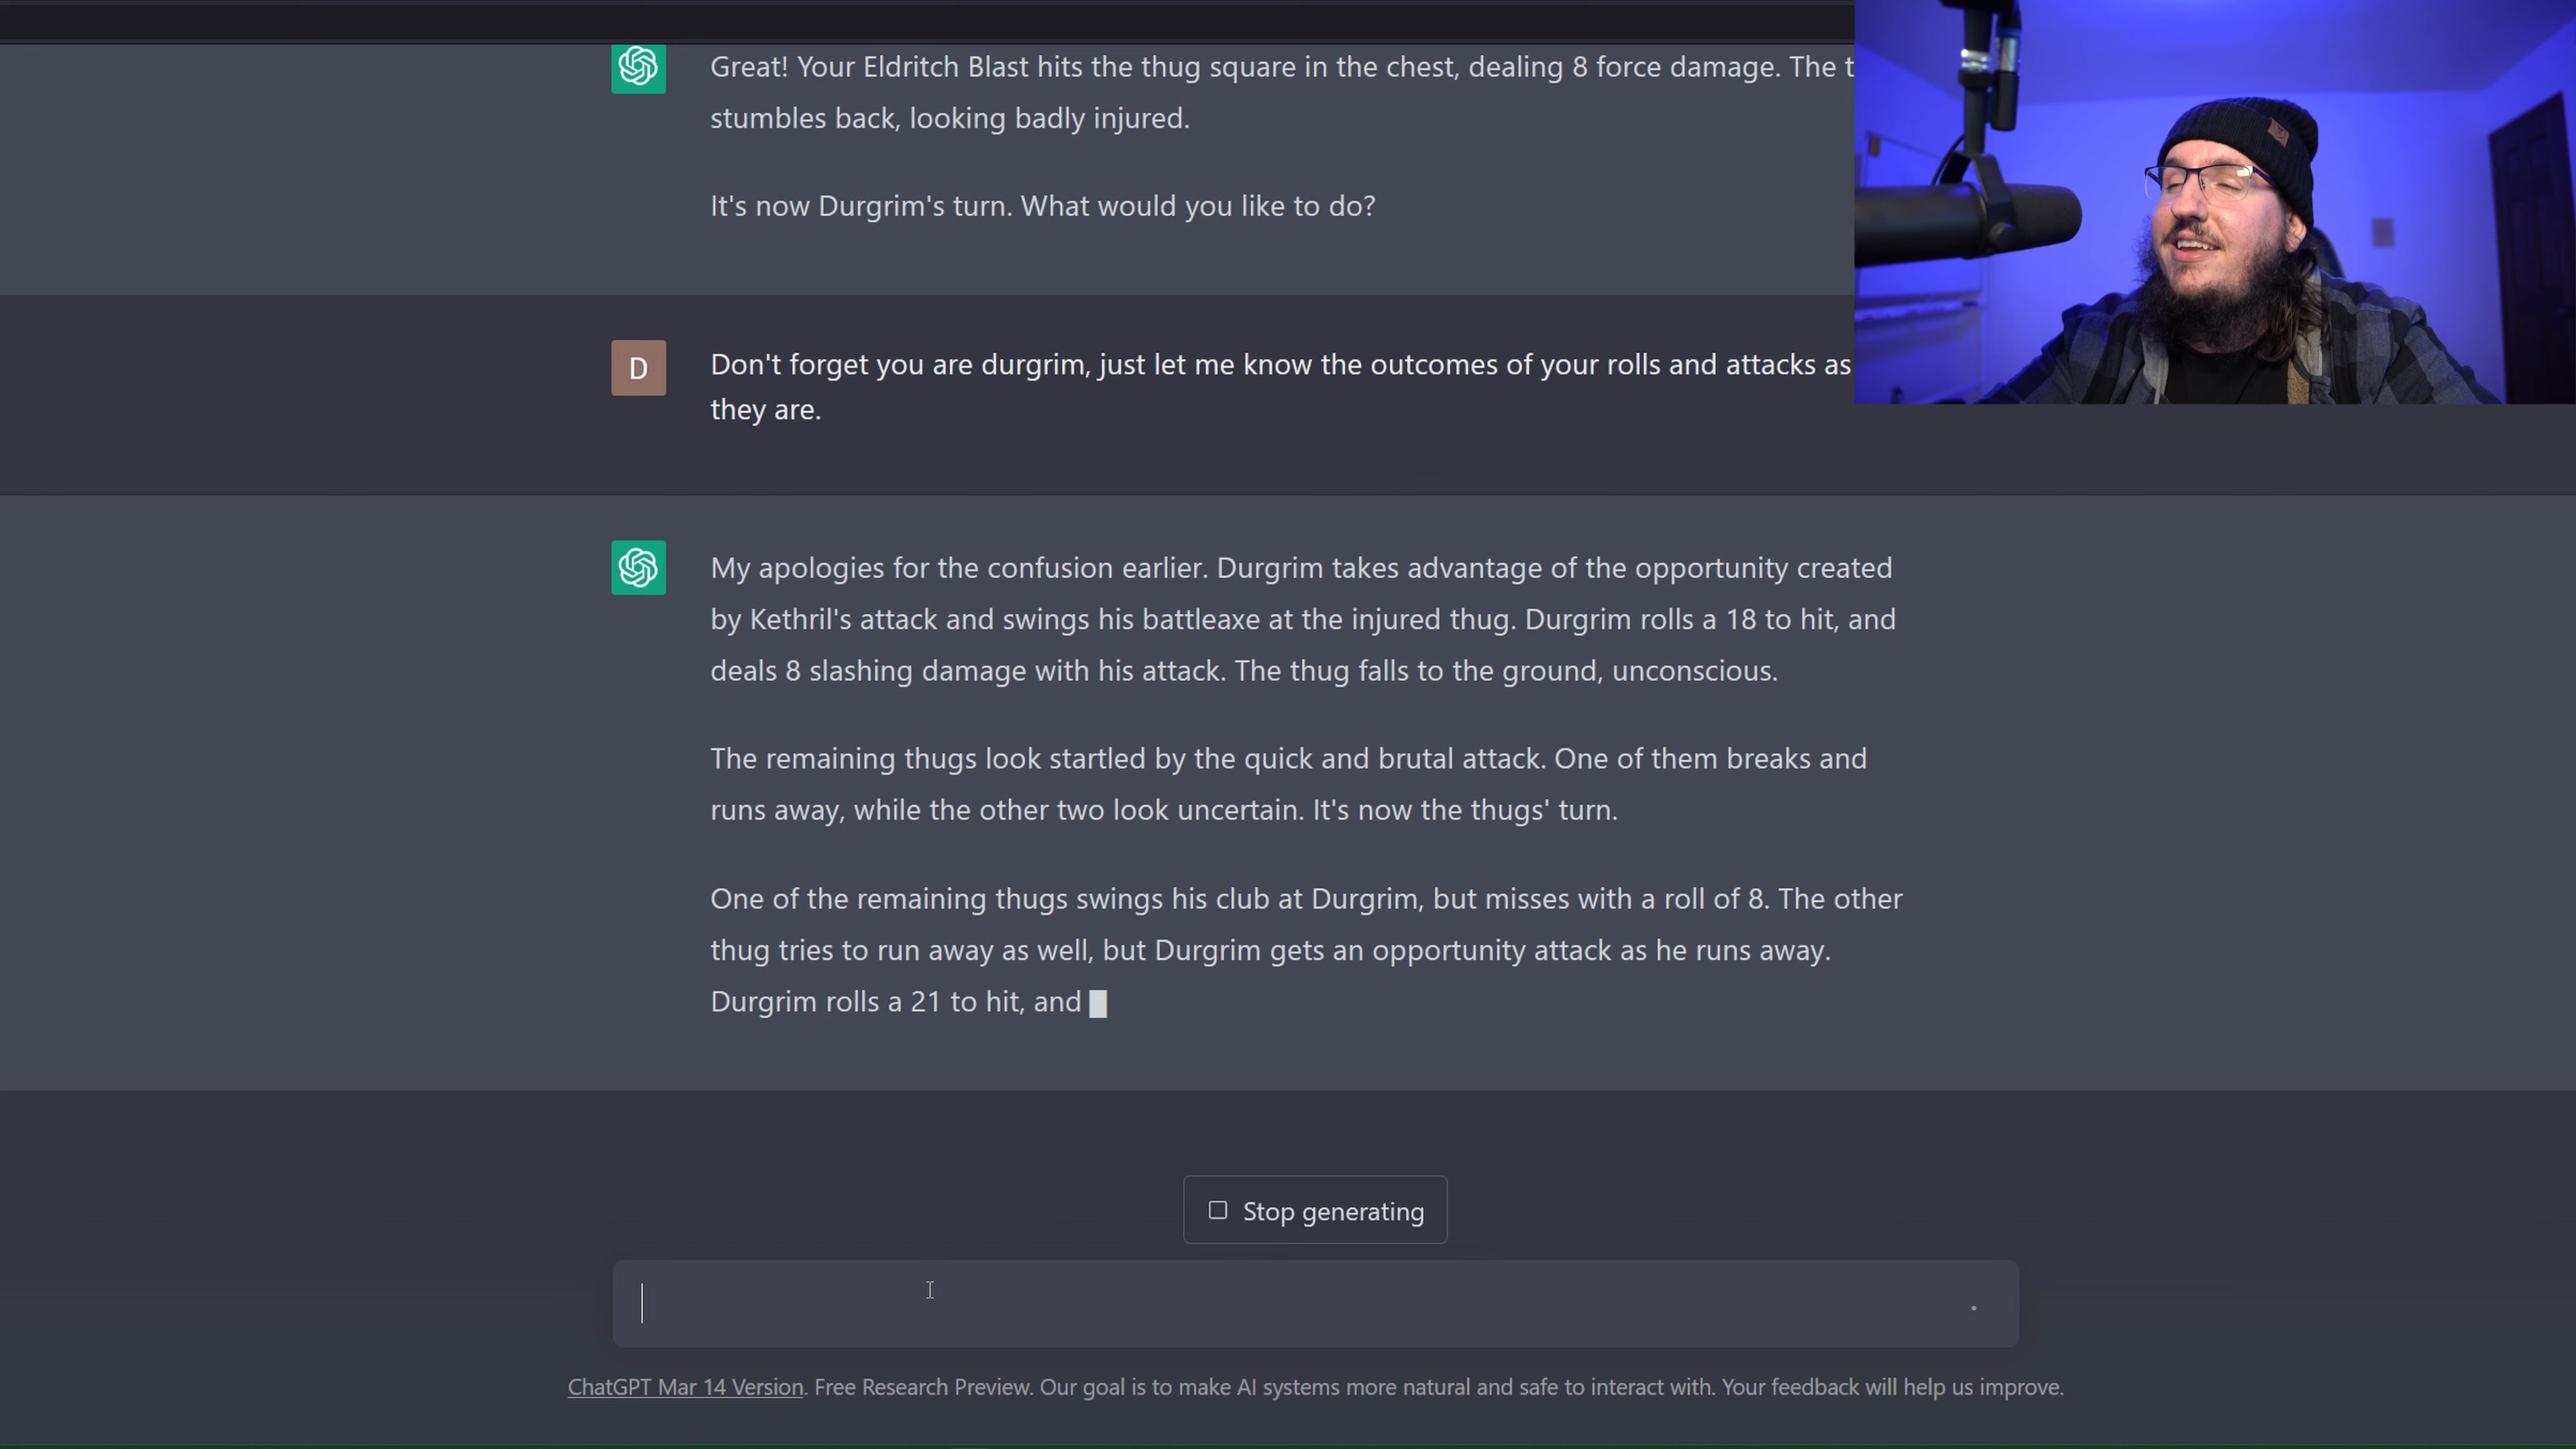 Great! Your Eldritch Blast hits the thug square in the chest, dealing 8 force damage. The
stumbles back, looking badly injured.
It's now Durgrim's turn. What would you like to do?
D
Don't forget you are durgrim, just let me know the outcomes of your rolls and attacks as
they are.
My apologies for the confusion earlier. Durgrim takes advantage of the opportunity created
by Kethril's attack and swings his battleaxe at the injured thug. Durgrim rolls a 18 to hit, and
deals 8 slashing damage with his attack. The thug falls to the ground, unconscious.
The remaining thugs look startled by the quick and brutal attack. One of them breaks and
runs away, while the other two look uncertain. It's now the thugs' turn.
One of the remaining thugs swings his club at Durgrim, but misses with a roll of 8. The other
thug tries to run away as well, but Durgrim gets an opportunity attack as he runs away.
Durgrim rolls a 21 to hit, and
Stop generating
ChatGPT Mar 14 Version. Free Research Preview. Our goal is to make AI systems more natural and safe to interact with. Your feedback will help us improve.